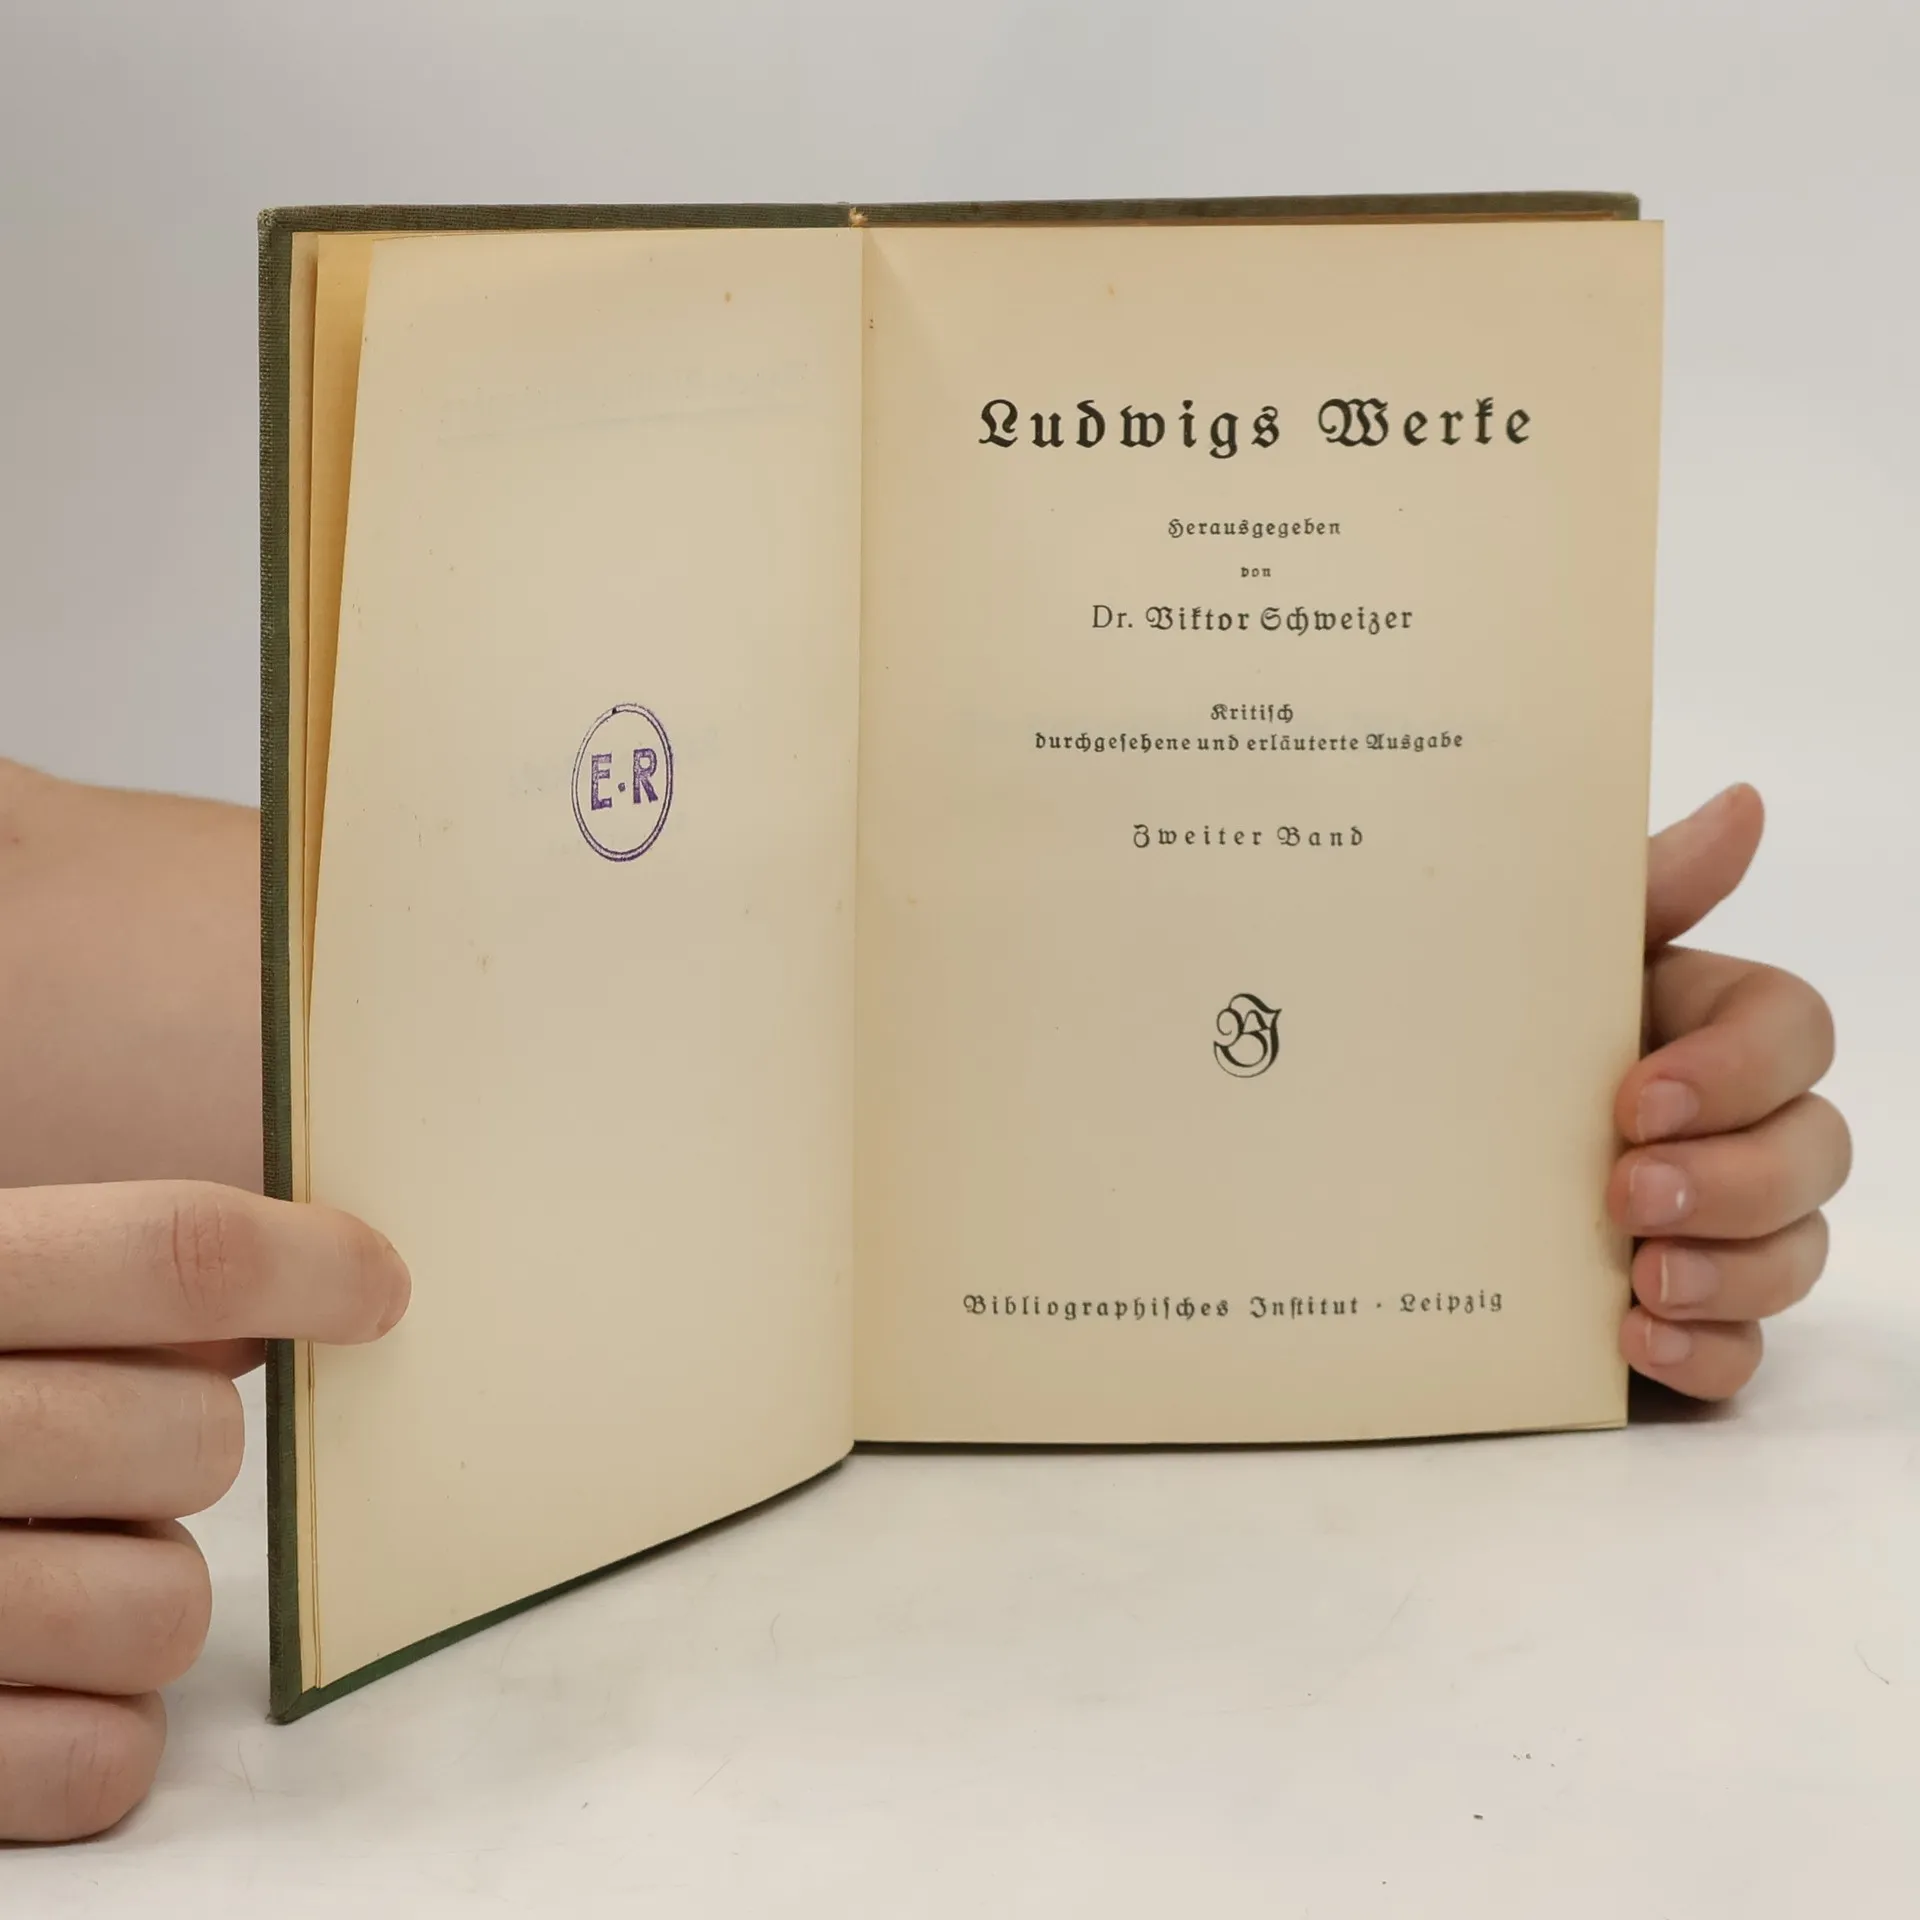 E·R
Ludwigs Werke
Herausgegeben
von
Dr. Viktor Schweizer
Kritisch
durchgesehene und erläuterte Ausgabe
Zweiter Band
BI
Bibliographisches Institut · Leipzig